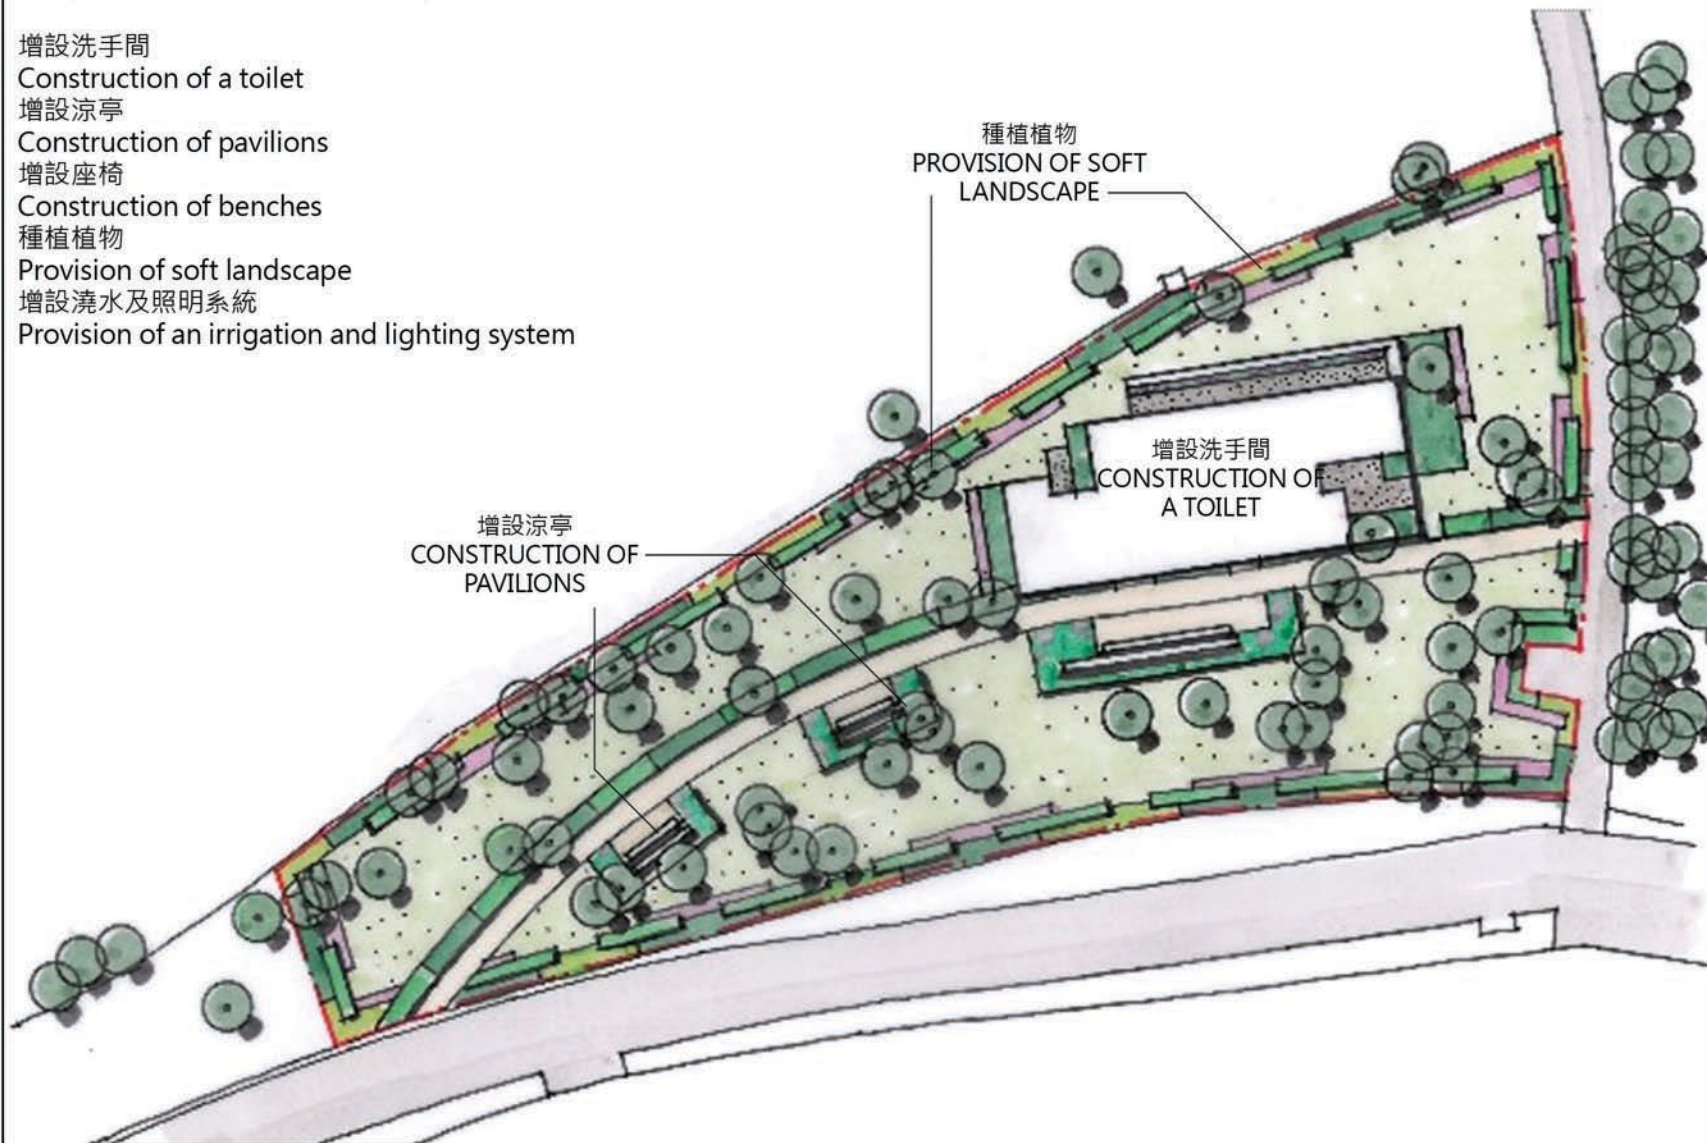 增設洗手間
Construction of a toilet
增設涼亭
Construction of pavilions
增設座椅
Construction of benches
種植植物
Provision of soft landscape
增設澆水及照明系統
Provision of an irrigation and lighting system
種植植物
PROVISION OF SOFT
LANDSCAPE
增設洗手間
CONSTRUCTION OF
A TOILET
增設涼亭
CONSTRUCTION OF
PAVILIONS